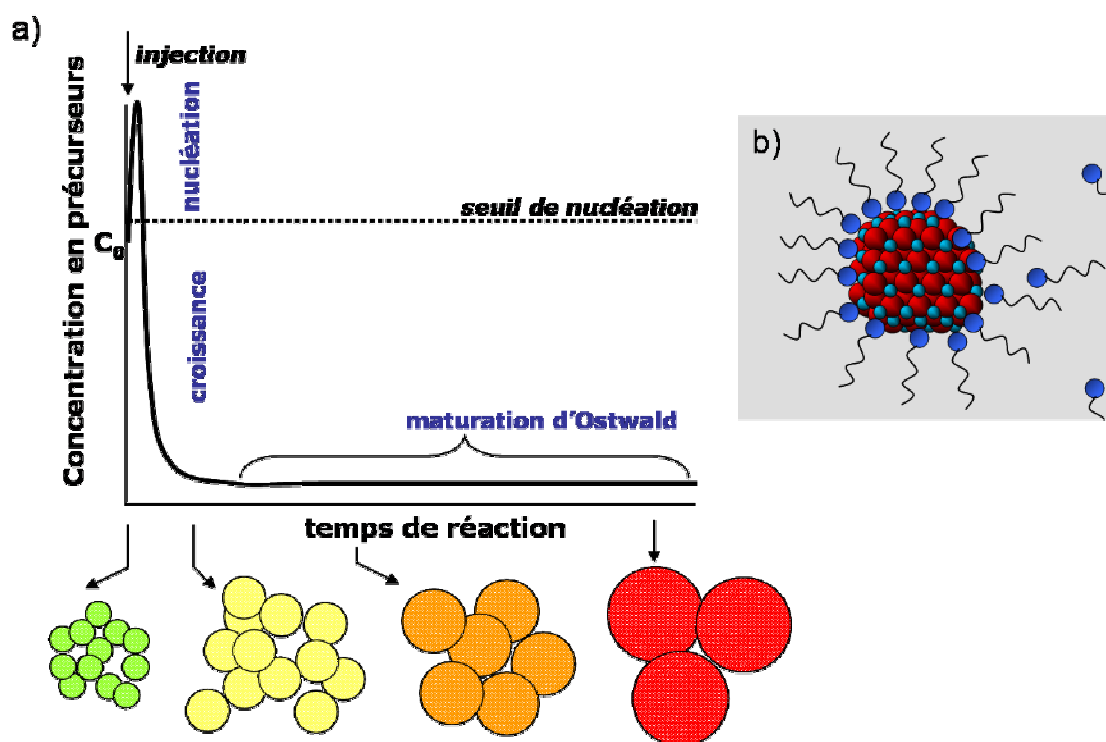 a)
injection
Concentration en précurseurs
nucléation
seuil de nucléation
C₀
croissance
maturation d'Ostwald
temps de réaction
b)